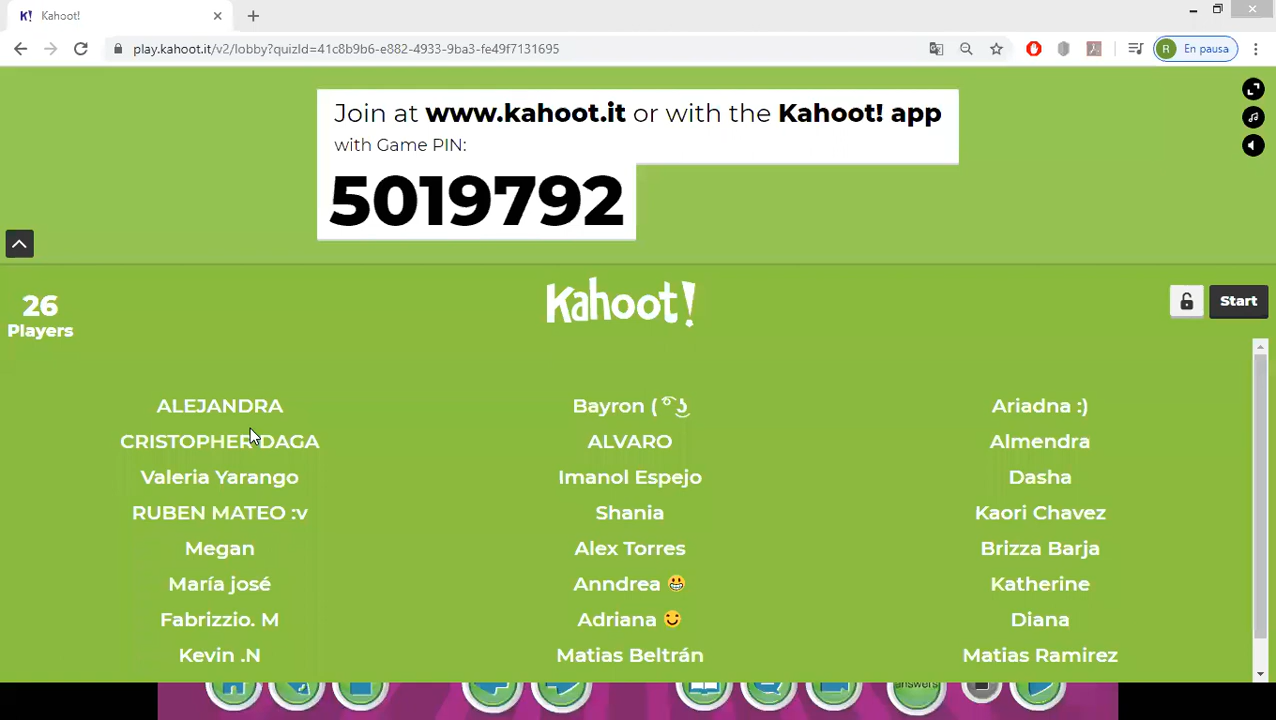 Kahoot!
play.kahoot.it/v2/lobby?quizId=41c8b9b6-e882-4933-9ba3-fe49f7131695
R En pausa
Join at www.kahoot.it or with the Kahoot! app
with Game PIN:
5019792
26
Players
Kahoot!
Start
ALEJANDRA
Bayron ( ͡° ͜ʖ
Ariadna :)
CRISTOPHER DAGA
ALVARO
Almendra
Valeria Yarango
Imanol Espejo
Dasha
RUBEN MATEO :v
Shania
Kaori Chavez
Megan
Alex Torres
Brizza Barja
María josé
Anndrea 😀
Katherine
Fabrizzio. M
Adriana 😊
Diana
Kevin .N
Matias Beltrán
Matias Ramirez
answers